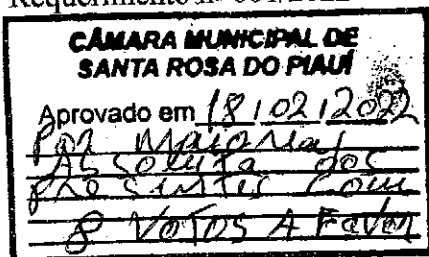 Requerimento nº 001/2022
CÂMARA MUNICIPAL DE
SANTA ROSA DO PIAUÍ
Aprovado em 18/02/2022
Por Maioria
Absoluta dos
presentes com
8 VOTOS A Favor